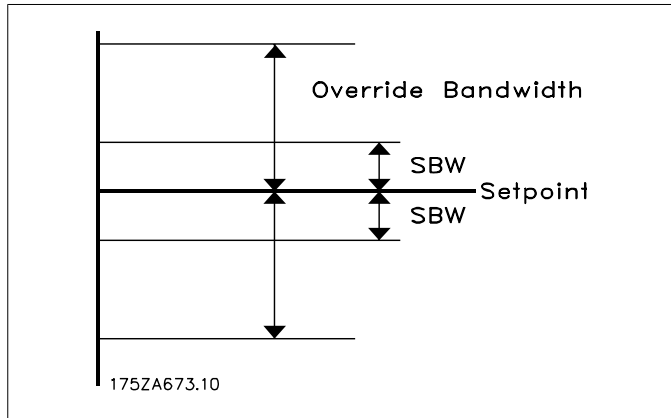 Override Bandwidth
SBW
Setpoint
SBW
175ZA673.10